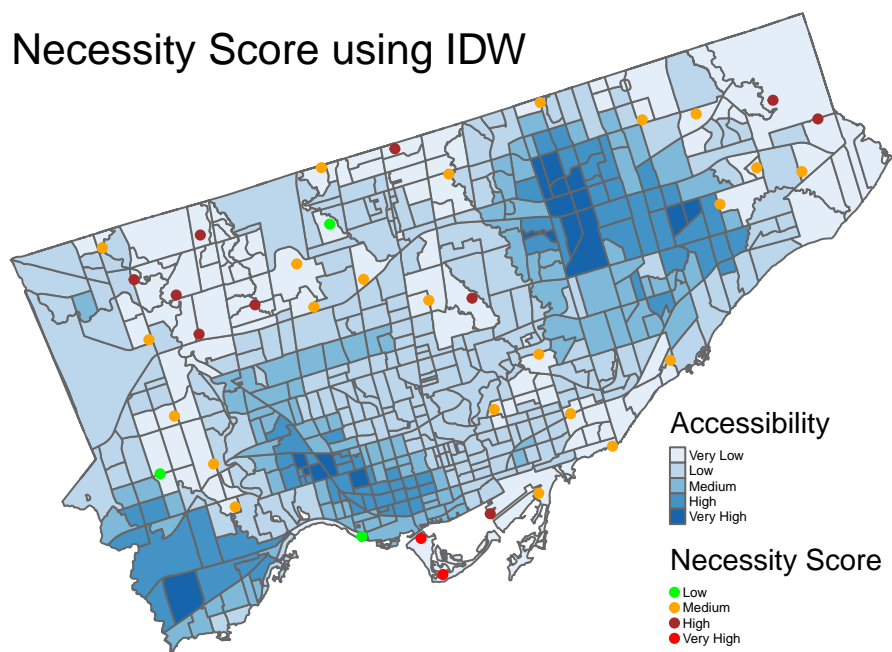 Necessity Score using IDW
Accessibility
Very Low
Low
Medium
High
Very High
Necessity Score
Low
Medium
High
Very High